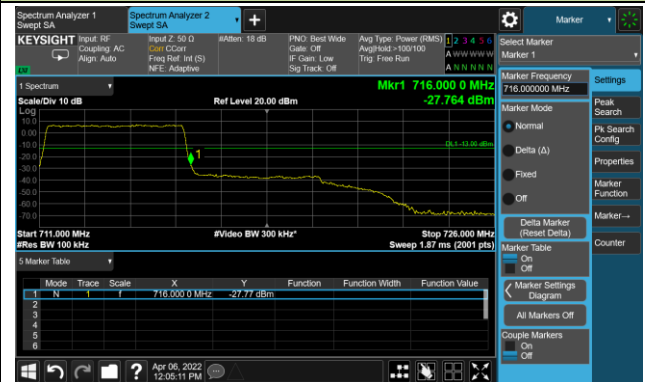 Spectrum Analyzer 1
Swept SA
Spectrum Analyzer 2
Swept SA
+
Marker
KEYSIGHT
Input: RF
Coupling: AC
Align: Auto
Input Z: 50 Ω
Corr CCorr
Freq Ref: Int (S)
NFE: Adaptive
#Atten: 18 dB
PNO: Best Wide
Gate: Off
IF Gain: Low
Sig Track: Off
Avg Type: Power (RMS)
Avg|Hold >100/100
Trig: Free Run
1 2 3 4 5 6
A W W W W W
A N N N N N
Select Marker
Marker 1
1 Spectrum
Scale/Div 10 dB
Ref Level 20.00 dBm
Mkr1 716.000 0 MHz
-27.764 dBm
Log
10.0
0.00
-10.0
-20.0
-30.0
-40.0
-50.0
-60.0
-70.0
1
DL1 -13.00 dBm
Start 711.000 MHz
#Res BW 100 kHz
#Video BW 300 kHz*
Stop 726.000 MHz
Sweep 1.87 ms (2001 pts)
5 Marker Table
Mode Trace Scale X Y Function Function Width Function Value
1 N 1 f 716.000 0 MHz -27.77 dBm
2
3
4
5
6
Marker Frequency
716.000000 MHz
Marker Mode
Normal
Delta (Δ)
Fixed
Off
Delta Marker
(Reset Delta)
Marker Table
On
Off
Marker Settings
Diagram
All Markers Off
Couple Markers
On
Off
Settings
Peak
Search
Pk Search
Config
Properties
Marker
Function
Marker→
Counter
?
Apr 06, 2022
12:05:11 PM